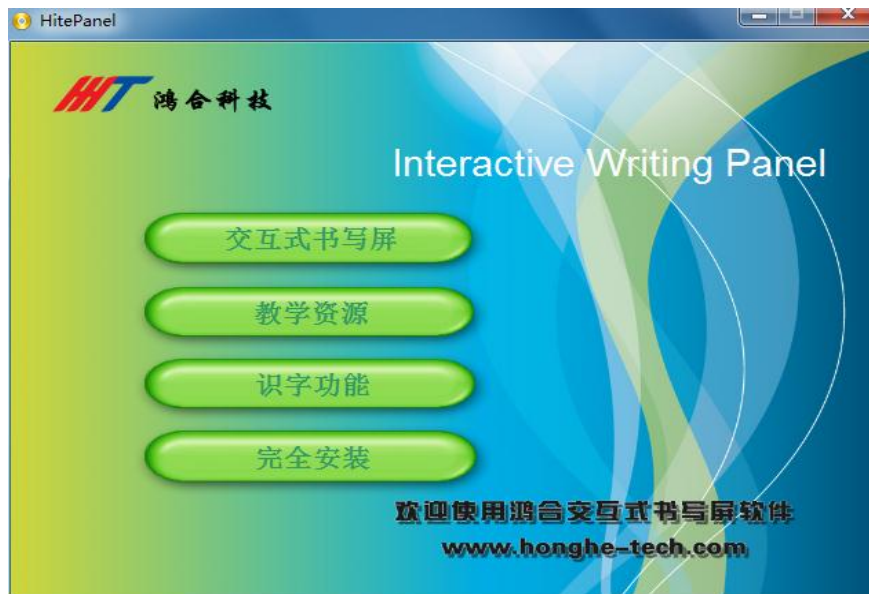 HitePanel
HHT 鸿合科技
Interactive Writing Panel
交互式书写屏
教学资源
识字功能
完全安装
欢迎使用鸿合交互式书写屏软件
www.honghe-tech.com